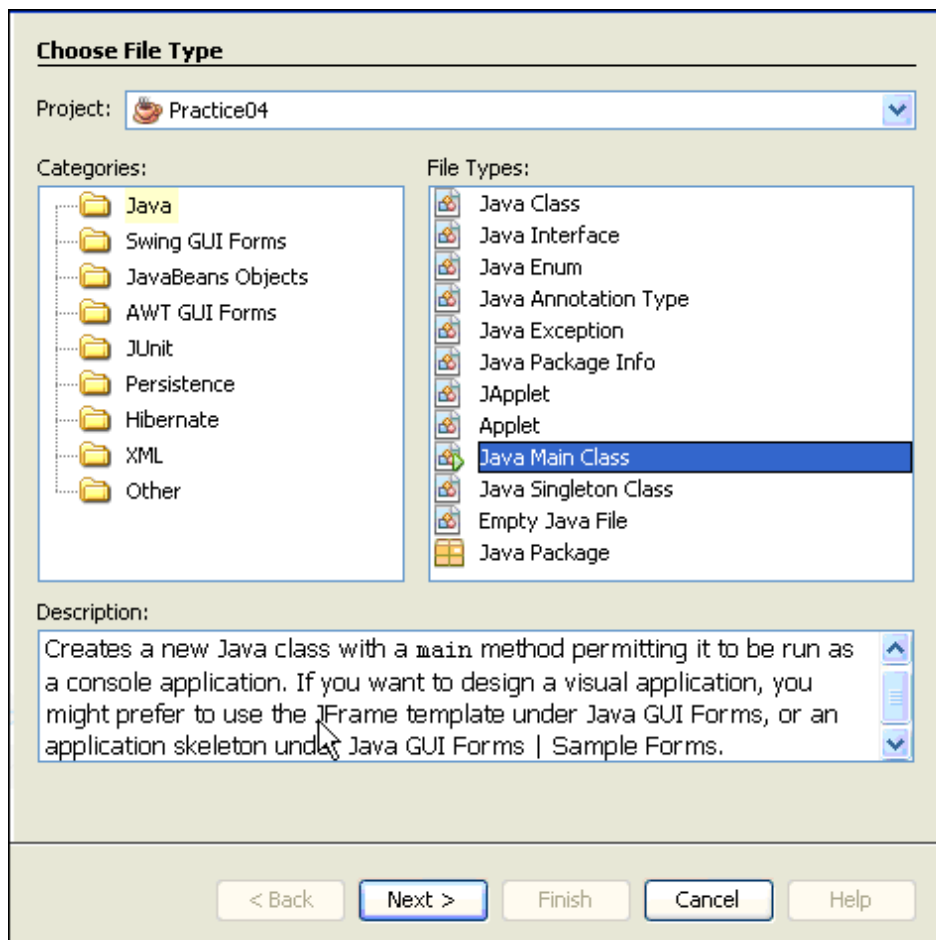 Choose File Type
Project: Practice04
Categories:
Java
Swing GUI Forms
JavaBeans Objects
AWT GUI Forms
JUnit
Persistence
Hibernate
XML
Other
File Types:
Java Class
Java Interface
Java Enum
Java Annotation Type
Java Exception
Java Package Info
JApplet
Applet
Java Main Class
Java Singleton Class
Empty Java File
Java Package
Description:
Creates a new Java class with a main method permitting it to be run as
a console application. If you want to design a visual application, you
might prefer to use the JFrame template under Java GUI Forms, or an
application skeleton under Java GUI Forms | Sample Forms.
< Back Next > Finish Cancel Help